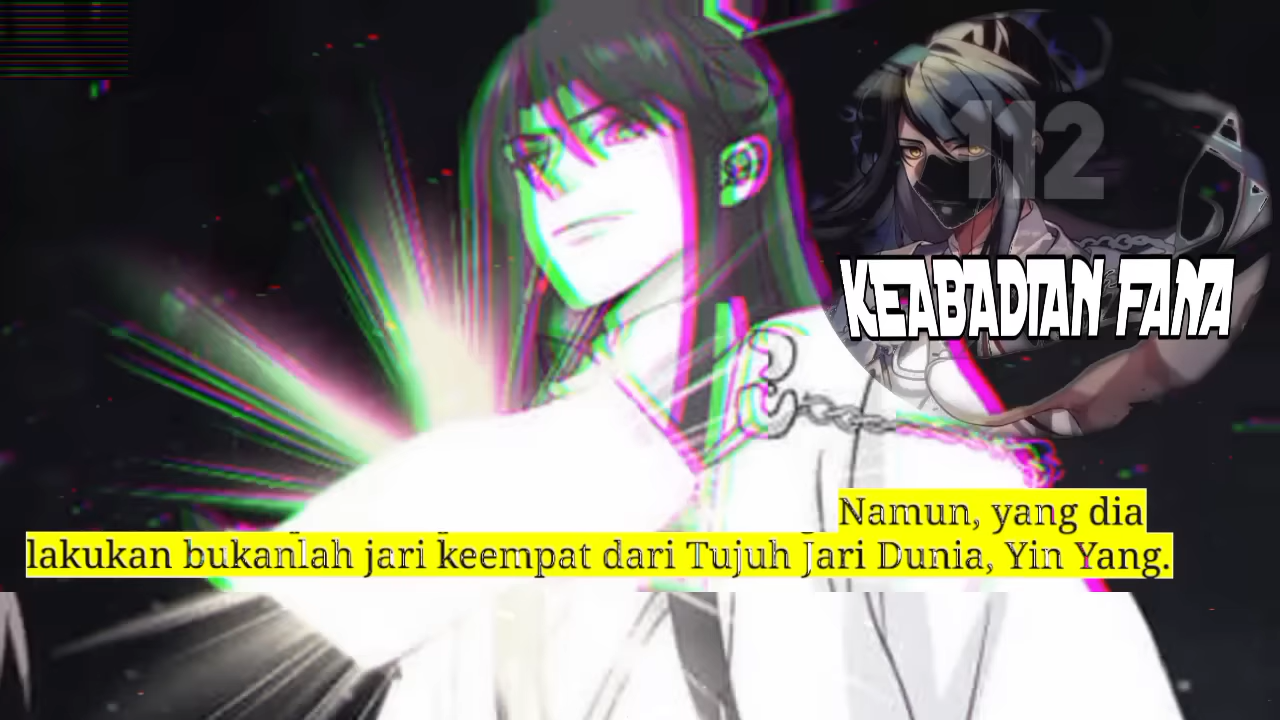 112
KEABADIAN FANA
Namun, yang dia
lakukan bukanlah jari keempat dari Tujuh Jari Dunia, Yin Yang.